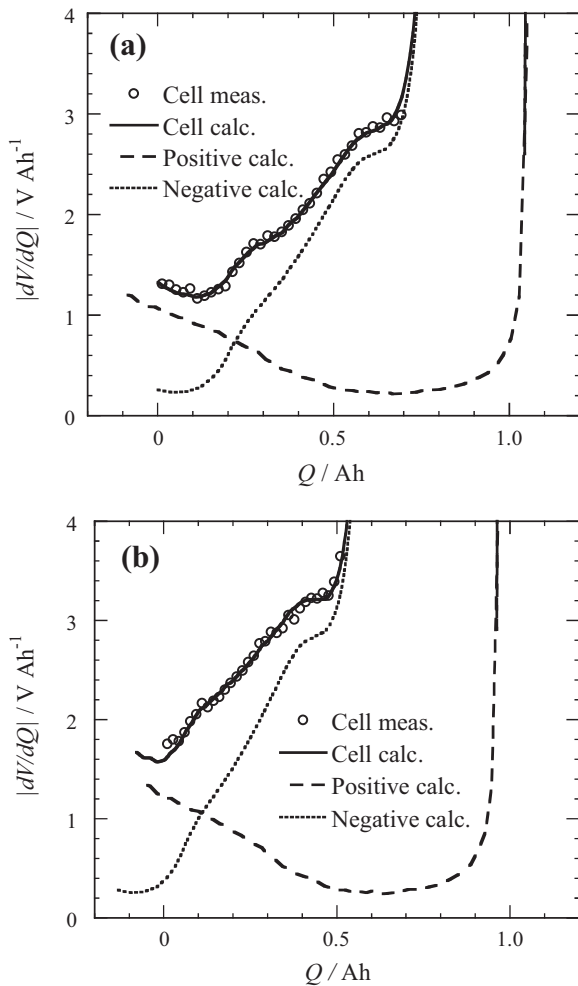 4
(a)
Cell meas.
Cell calc.
3
Positive calc.
Negative calc.
|dV/dQ| / V Ah⁻¹
2
1
0
0 0.5 1.0
Q / Ah
4
(b)
3
|dV/dQ| / V Ah⁻¹
2
Cell meas.
Cell calc.
Positive calc.
1
Negative calc.
0
0 0.5 1.0
Q / Ah